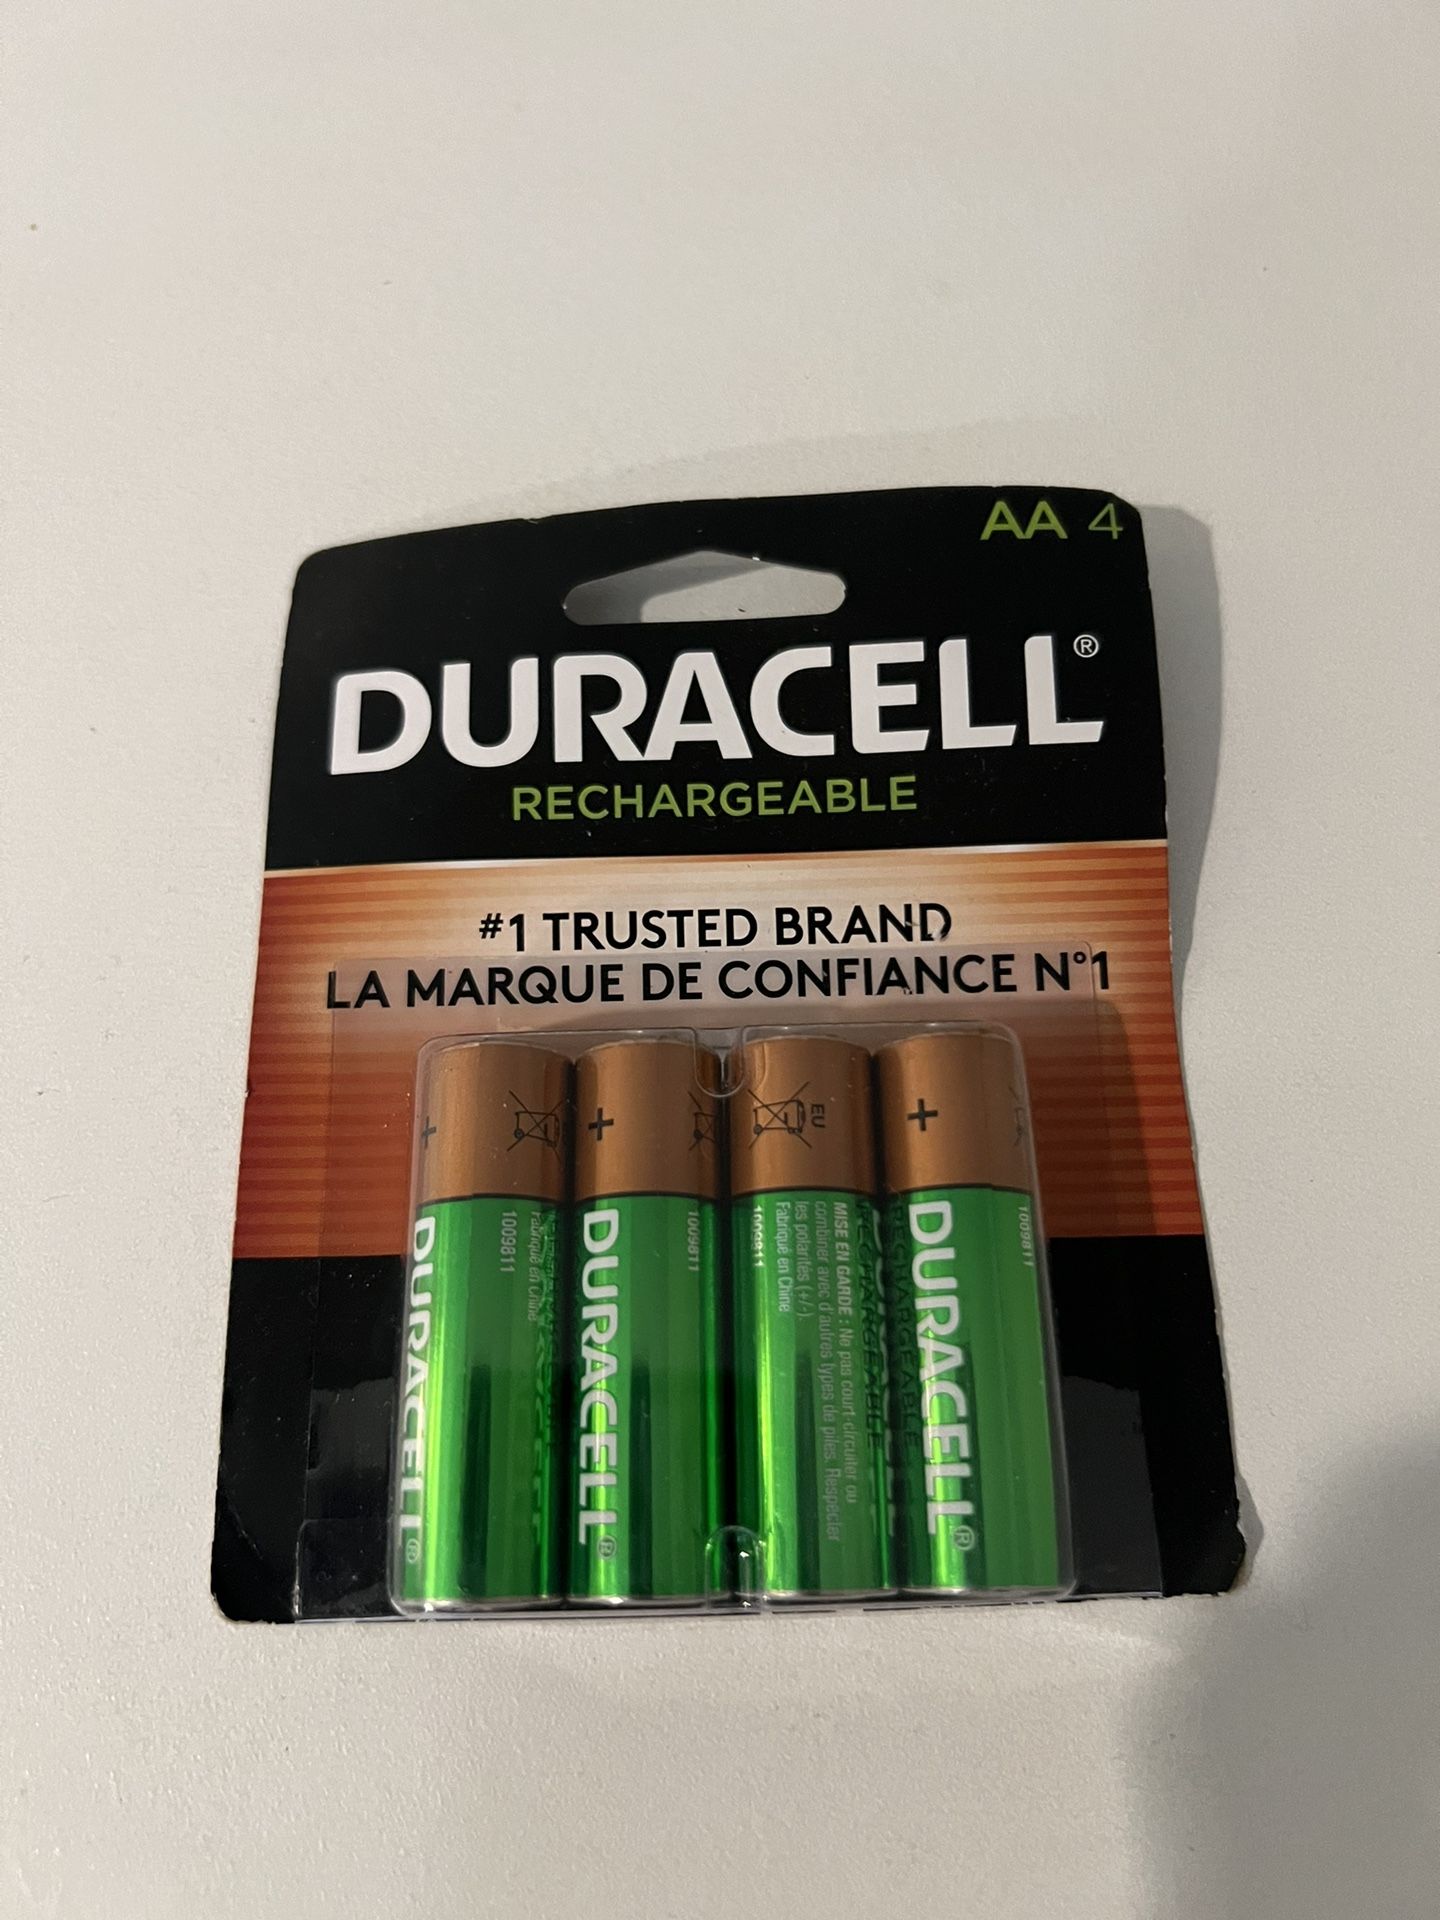 AA 4
DURACELL®
RECHARGEABLE
#1 TRUSTED BRAND
LA MARQUE DE CONFIANCE N°1
+
+
EU
+
DURACELL®
1009811
Fabriqué en Chine
DURACELL®
1009811
1009811
Fabriqué en Chine
les polarités (+/-).
combiner avec d'autres types de piles. Respecter
MISE EN GARDE : Ne pas court-circuiter ou
RECHARGEABLE
RECHARGEABLE
DURACELL®
1009811